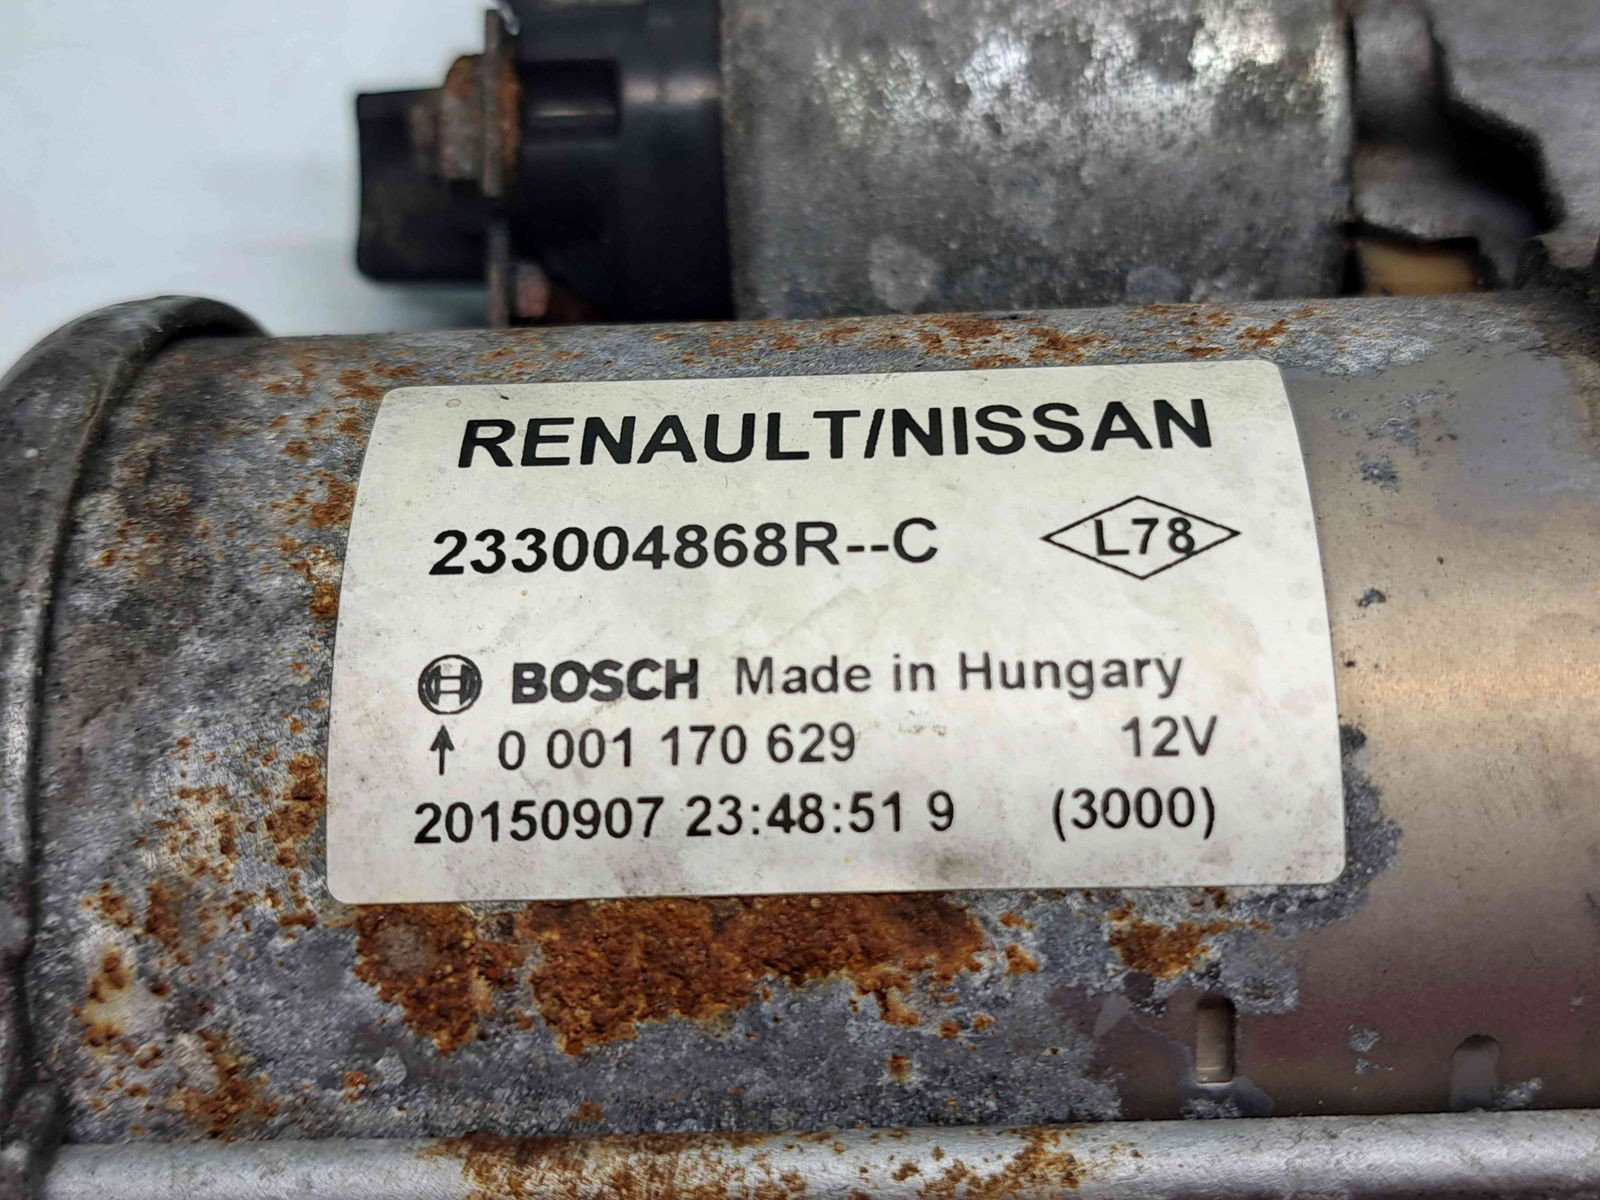 RENAULT/NISSAN
233004868R--C L78
BOSCH Made in Hungary
↑ 0 001 170 629 12V
20150907 23:48:51 9 (3000)